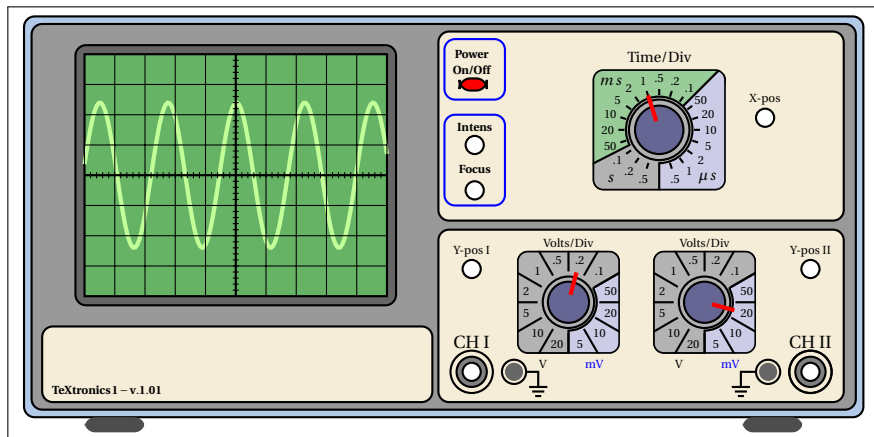 Power
On/Off
Intens
Focus
Time/Div
ms 2 1 .5 .2 .1
5 50
10 20
20 10
50 5
.1 2
s .2 .5 .5 1 μs
X-pos
Y-pos I
Volts/Div
.5 .2
1 .1
2 50
5 20
10 10
20 5
V mV
Volts/Div
.5 .2
1 .1
2 50
5 20
10 10
20 5
V mV
Y-pos II
CH I
CH II
TeXtronics 1 – v.1.01